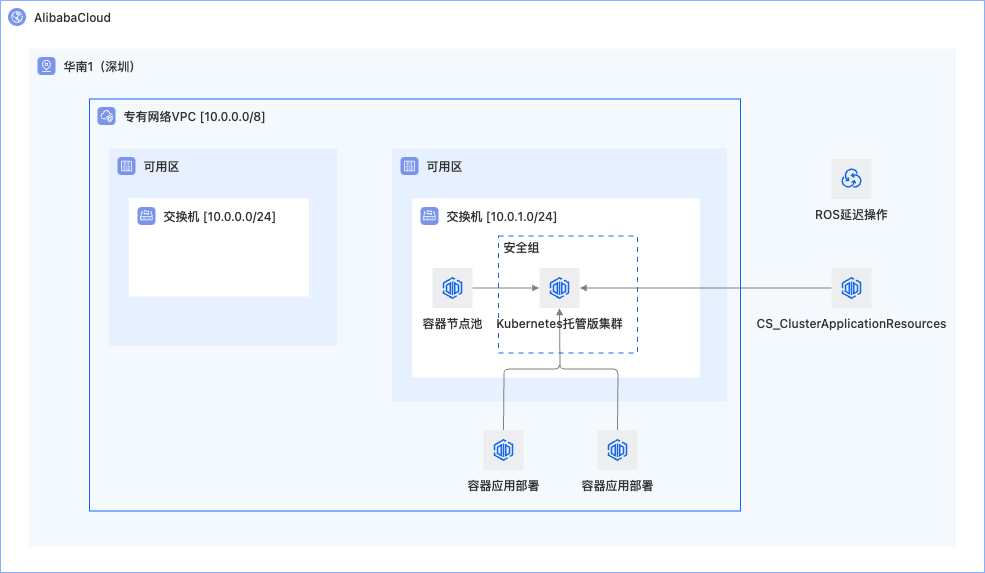 AlibabaCloud
华南1（深圳）
专有网络VPC [10.0.0.0/8]
可用区
交换机 [10.0.0.0/24]
可用区
交换机 [10.0.1.0/24]
安全组
容器节点池
Kubernetes托管版集群
容器应用部署
容器应用部署
ROS延迟操作
CS_ClusterApplicationResources